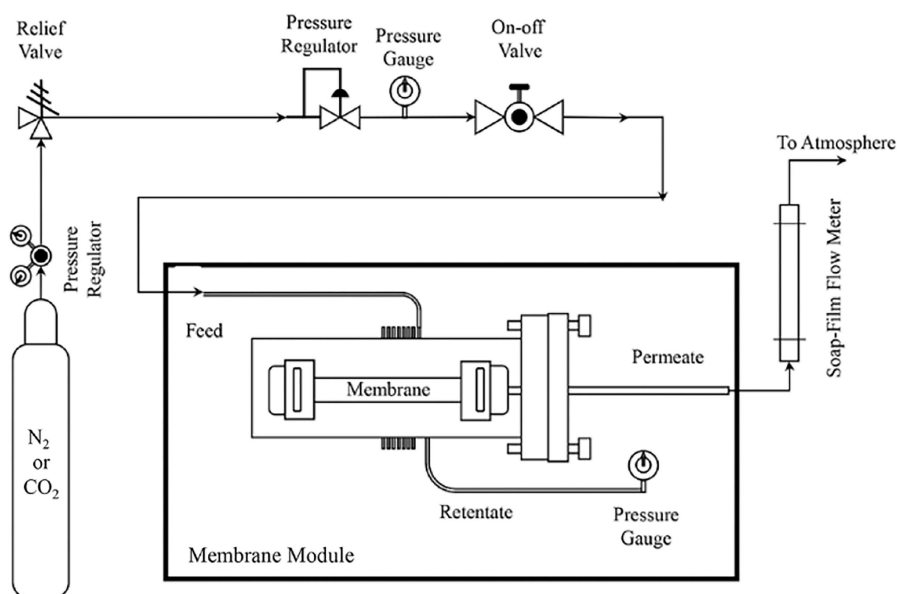 Relief
Valve
Pressure
Regulator
Pressure
Gauge
On-off
Valve
To Atmosphere
Soap-Film Flow Meter
Pressure
Regulator
Feed
Membrane
Permeate
N₂
or
CO₂
Retentate
Pressure
Gauge
Membrane Module